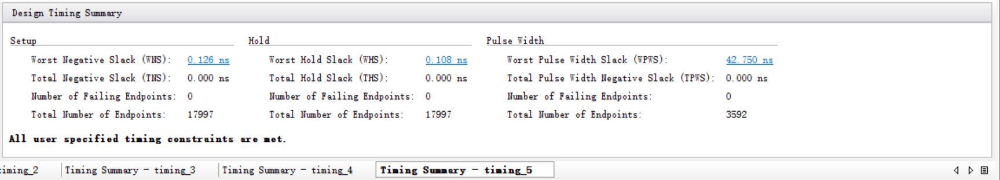 Design Timing Summary
Setup Hold Pulse Width
Worst Negative Slack (WNS): 0.126 ns Worst Hold Slack (WHS): 0.108 ns Worst Pulse Width Slack (WPWS): 42.750 ns
Total Negative Slack (TNS): 0.000 ns Total Hold Slack (THS): 0.000 ns Total Pulse Width Negative Slack (TPWS): 0.000 ns
Number of Failing Endpoints: 0 Number of Failing Endpoints: 0 Number of Failing Endpoints: 0
Total Number of Endpoints: 17997 Total Number of Endpoints: 17997 Total Number of Endpoints: 3592
All user specified timing constraints are met.
timing_2 Timing Summary - timing_3 Timing Summary - timing_4 Timing Summary - timing_5